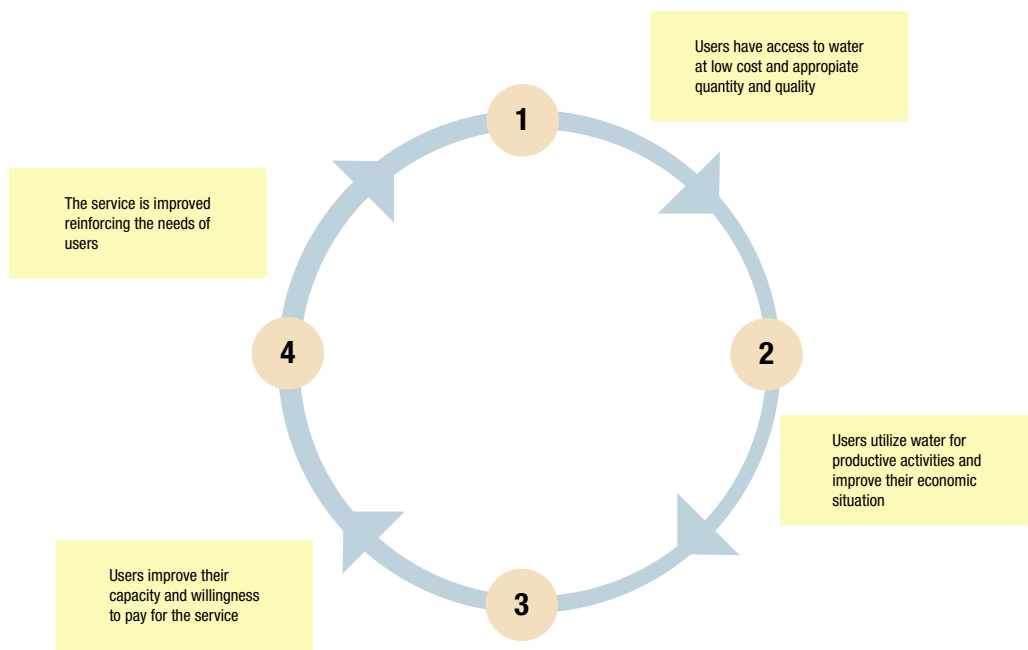 1
Users have access to water
at low cost and appropiate
quantity and quality
2
Users utilize water for
productive activities and
improve their economic
situation
3
Users improve their
capacity and willingness
to pay for the service
4
The service is improved
reinforcing the needs of
users